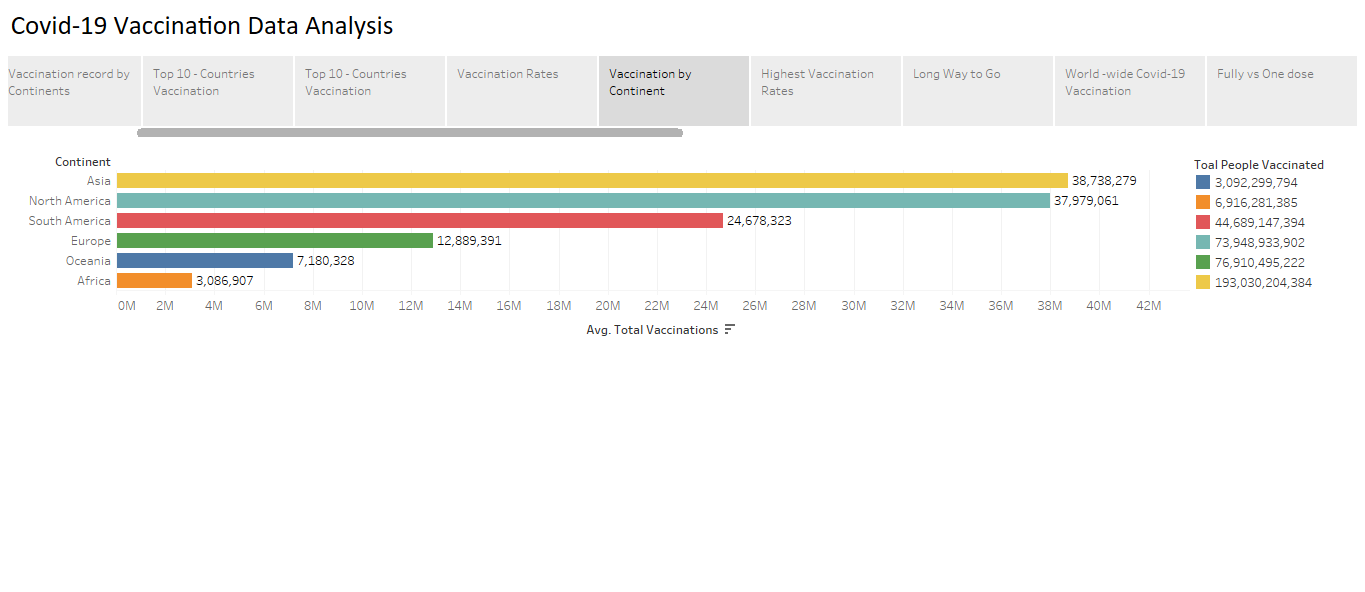 Covid-19 Vaccination Data Analysis
Vaccination record by
Continents
Top 10 - Countries
Vaccination
Top 10 - Countries
Vaccination
Vaccination Rates
Vaccination by
Continent
Highest Vaccination
Rates
Long Way to Go
World -wide Covid-19
Vaccination
Fully vs One dose
Continent
Asia
38,738,279
North America
37,979,061
South America
24,678,323
Europe
12,889,391
Oceania
7,180,328
Africa
3,086,907
0M 2M 4M 6M 8M 10M 12M 14M 16M 18M 20M 22M 24M 26M 28M 30M 32M 34M 36M 38M 40M 42M
Avg. Total Vaccinations
Toal People Vaccinated
3,092,299,794
6,916,281,385
44,689,147,394
73,948,933,902
76,910,495,222
193,030,204,384